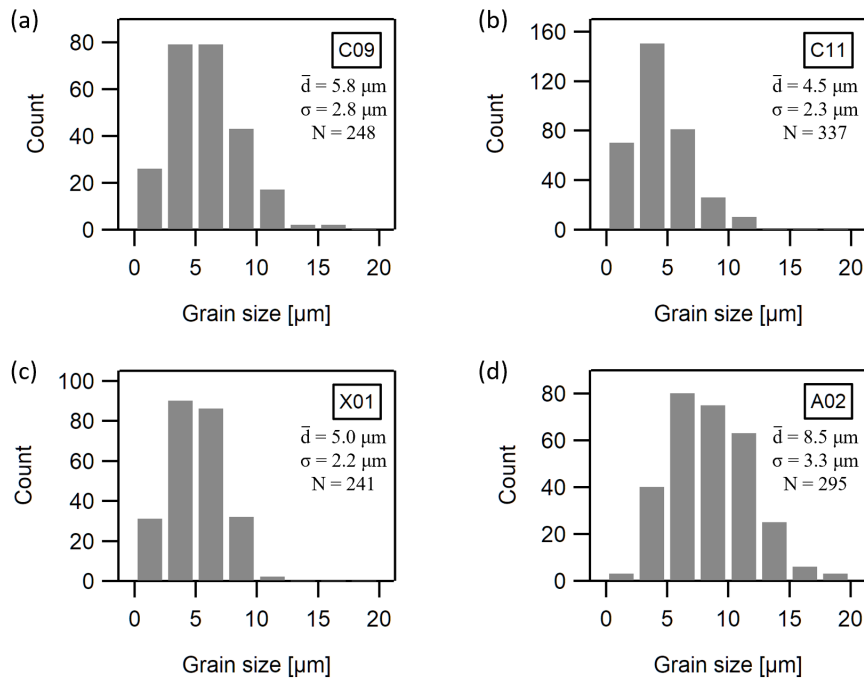 (a)
C09
d̄ = 5.8 µm
σ = 2.8 µm
N = 248
80
60
40
20
0
Count
0 5 10 15 20
Grain size [µm]
(b)
C11
d̄ = 4.5 µm
σ = 2.3 µm
N = 337
160
120
80
40
0
Count
0 5 10 15 20
Grain size [µm]
(c)
X01
d̄ = 5.0 µm
σ = 2.2 µm
N = 241
100
80
60
40
20
0
Count
0 5 10 15 20
Grain size [µm]
(d)
A02
d̄ = 8.5 µm
σ = 3.3 µm
N = 295
80
60
40
20
0
Count
0 5 10 15 20
Grain size [µm]